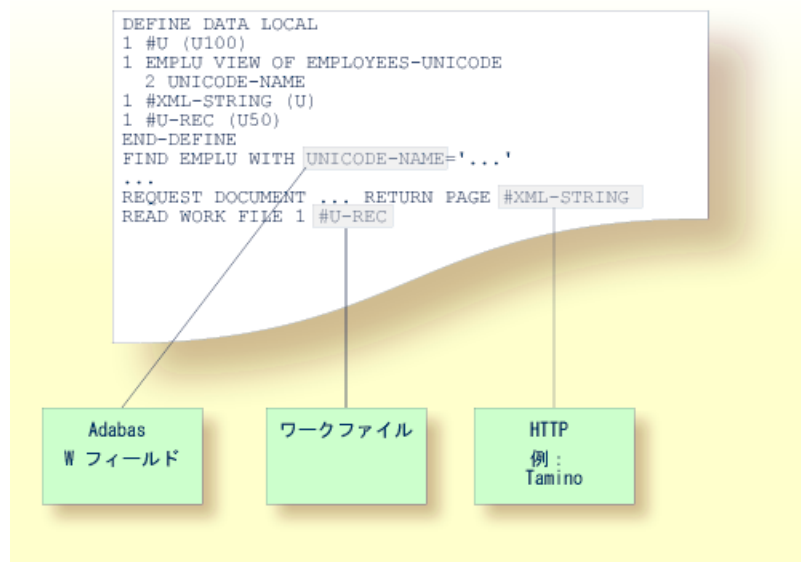 DEFINE DATA LOCAL
1 #U (U100)
1 EMPLU VIEW OF EMPLOYEES-UNICODE
2 UNICODE-NAME
1 #XML-STRING (U)
1 #U-REC (U50)
END-DEFINE
FIND EMPLU WITH UNICODE-NAME='...'
...
REQUEST DOCUMENT ... RETURN PAGE #XML-STRING
READ WORK FILE 1 #U-REC
Adabas
W フィールド
ワークファイル
HTTP
例：
Tamino